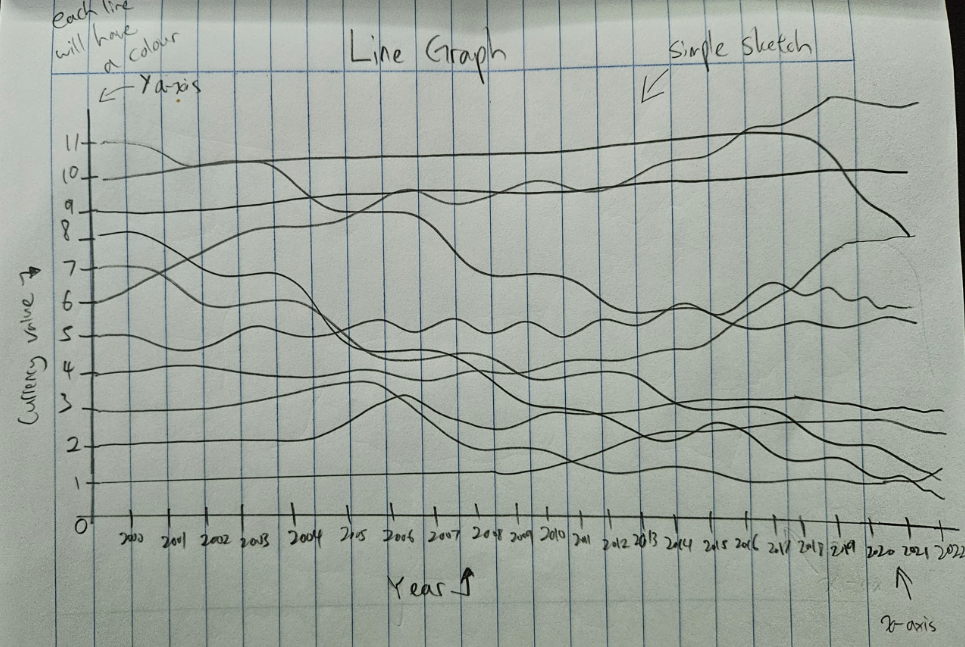 each line
will have
a colour
Line Graph
simple sketch
Y axis
11
10
9
8
7
6
5
4
3
2
1
0
Currency value
2000 2001 2002 2003 2004 2005 2006 2007 2008 2009 2010 2011 2012 2013 2014 2015 2016 2017 2018 2019 2020 2021 2022
Year
x-axis